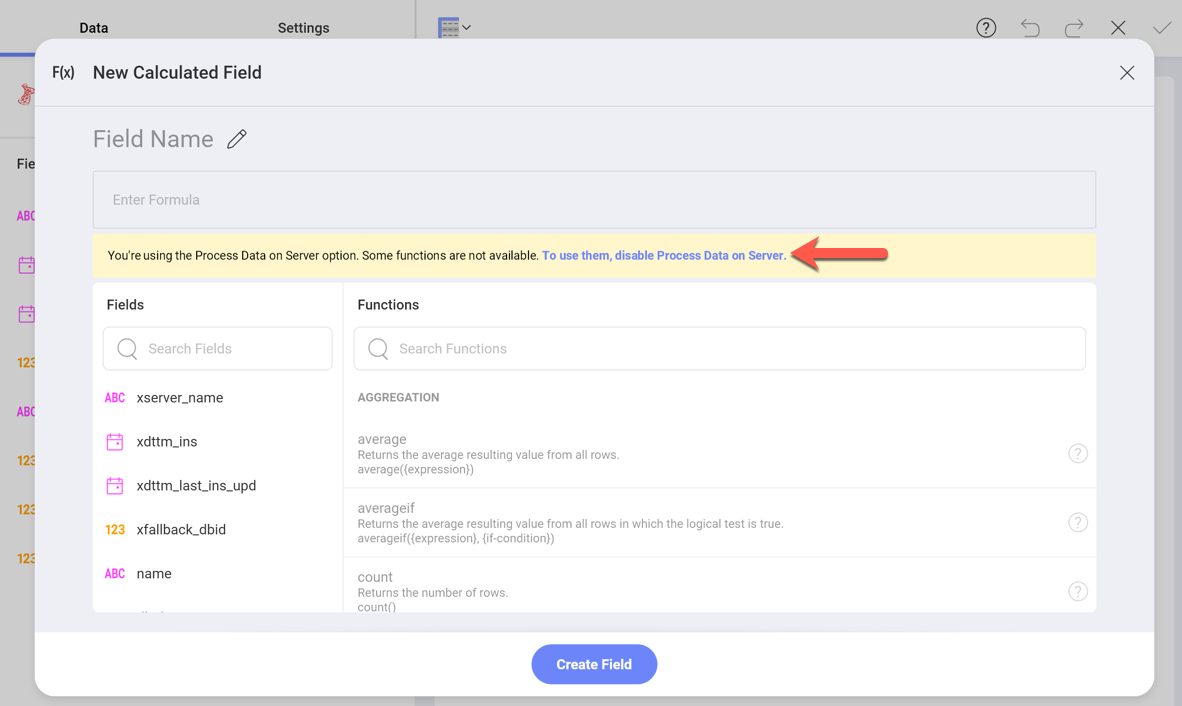 Data
Settings
F(x) New Calculated Field
Field Name
Enter Formula
You're using the Process Data on Server option. Some functions are not available. To use them, disable Process Data on Server.
Fie
ABC
123
ABC
123
123
123
Fields
Search Fields
ABC xserver_name
xdttm_ins
xdttm_last_ins_upd
123 xfallback_dbid
ABC name
Functions
Search Functions
AGGREGATION
average
Returns the average resulting value from all rows.
average({expression})
averageif
Returns the average resulting value from all rows in which the logical test is true.
averageif({expression}, {if-condition})
count
Returns the number of rows.
count()
Create Field